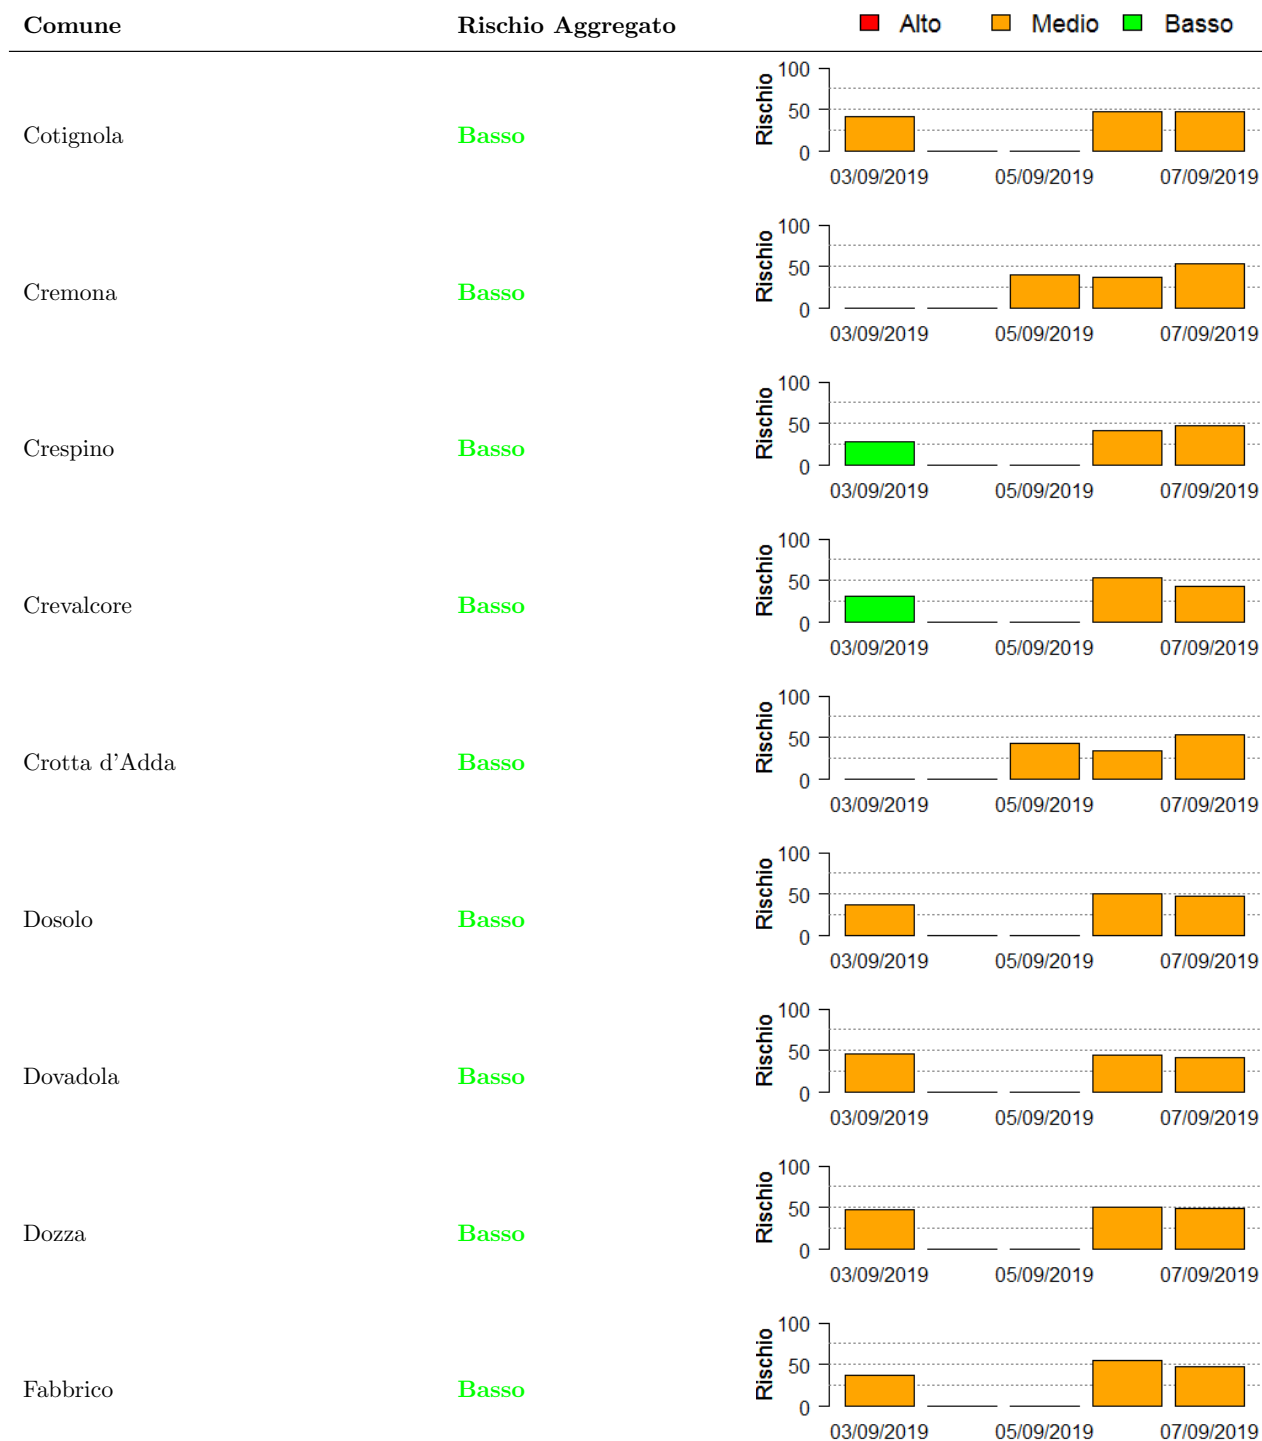 Comune Rischio Aggregato Alto Medio Basso
Cotignola Basso
Rischio
100
50
0
03/09/2019 05/09/2019 07/09/2019
Cremona Basso
Rischio
100
50
0
03/09/2019 05/09/2019 07/09/2019
Crespino Basso
Rischio
100
50
0
03/09/2019 05/09/2019 07/09/2019
Crevalcore Basso
Rischio
100
50
0
03/09/2019 05/09/2019 07/09/2019
Crotta d'Adda Basso
Rischio
100
50
0
03/09/2019 05/09/2019 07/09/2019
Dosolo Basso
Rischio
100
50
0
03/09/2019 05/09/2019 07/09/2019
Dovadola Basso
Rischio
100
50
0
03/09/2019 05/09/2019 07/09/2019
Dozza Basso
Rischio
100
50
0
03/09/2019 05/09/2019 07/09/2019
Fabbrico Basso
Rischio
100
50
0
03/09/2019 05/09/2019 07/09/2019